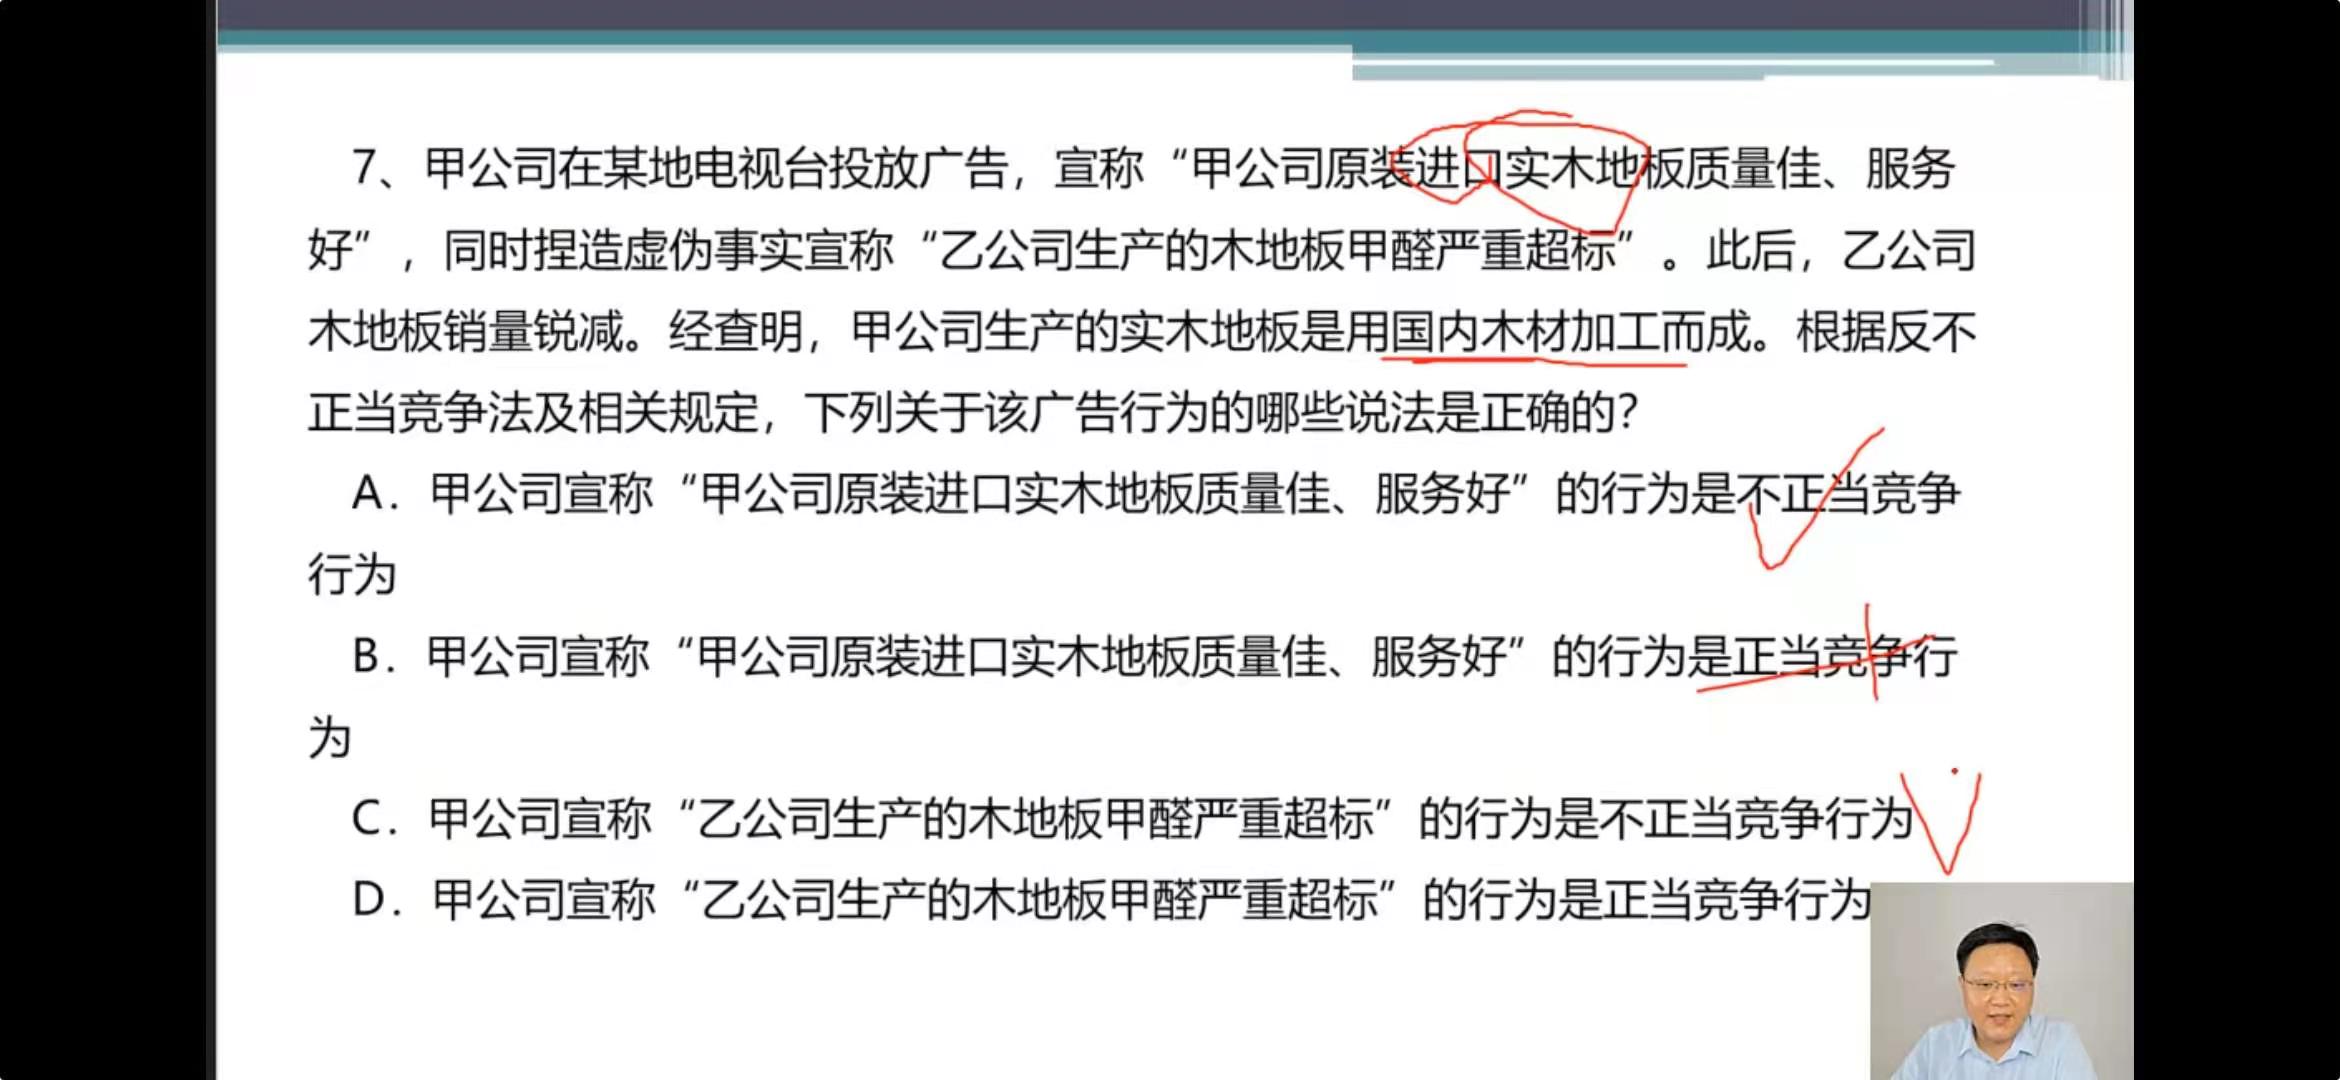 7、甲公司在某地电视台投放广告，宣称“甲公司原装进口实木地板质量佳、服务
好”，同时捏造虚伪事实宣称“乙公司生产的木地板甲醛严重超标”。此后，乙公司
木地板销量锐减。经查明，甲公司生产的实木地板是用国内木材加工而成。根据反不
正当竞争法及相关规定，下列关于该广告行为的哪些说法是正确的？
A．甲公司宣称“甲公司原装进口实木地板质量佳、服务好”的行为是不正当竞争
行为
B．甲公司宣称“甲公司原装进口实木地板质量佳、服务好”的行为是正当竞争行
为
C．甲公司宣称“乙公司生产的木地板甲醛严重超标”的行为是不正当竞争行为
D．甲公司宣称“乙公司生产的木地板甲醛严重超标”的行为是正当竞争行为